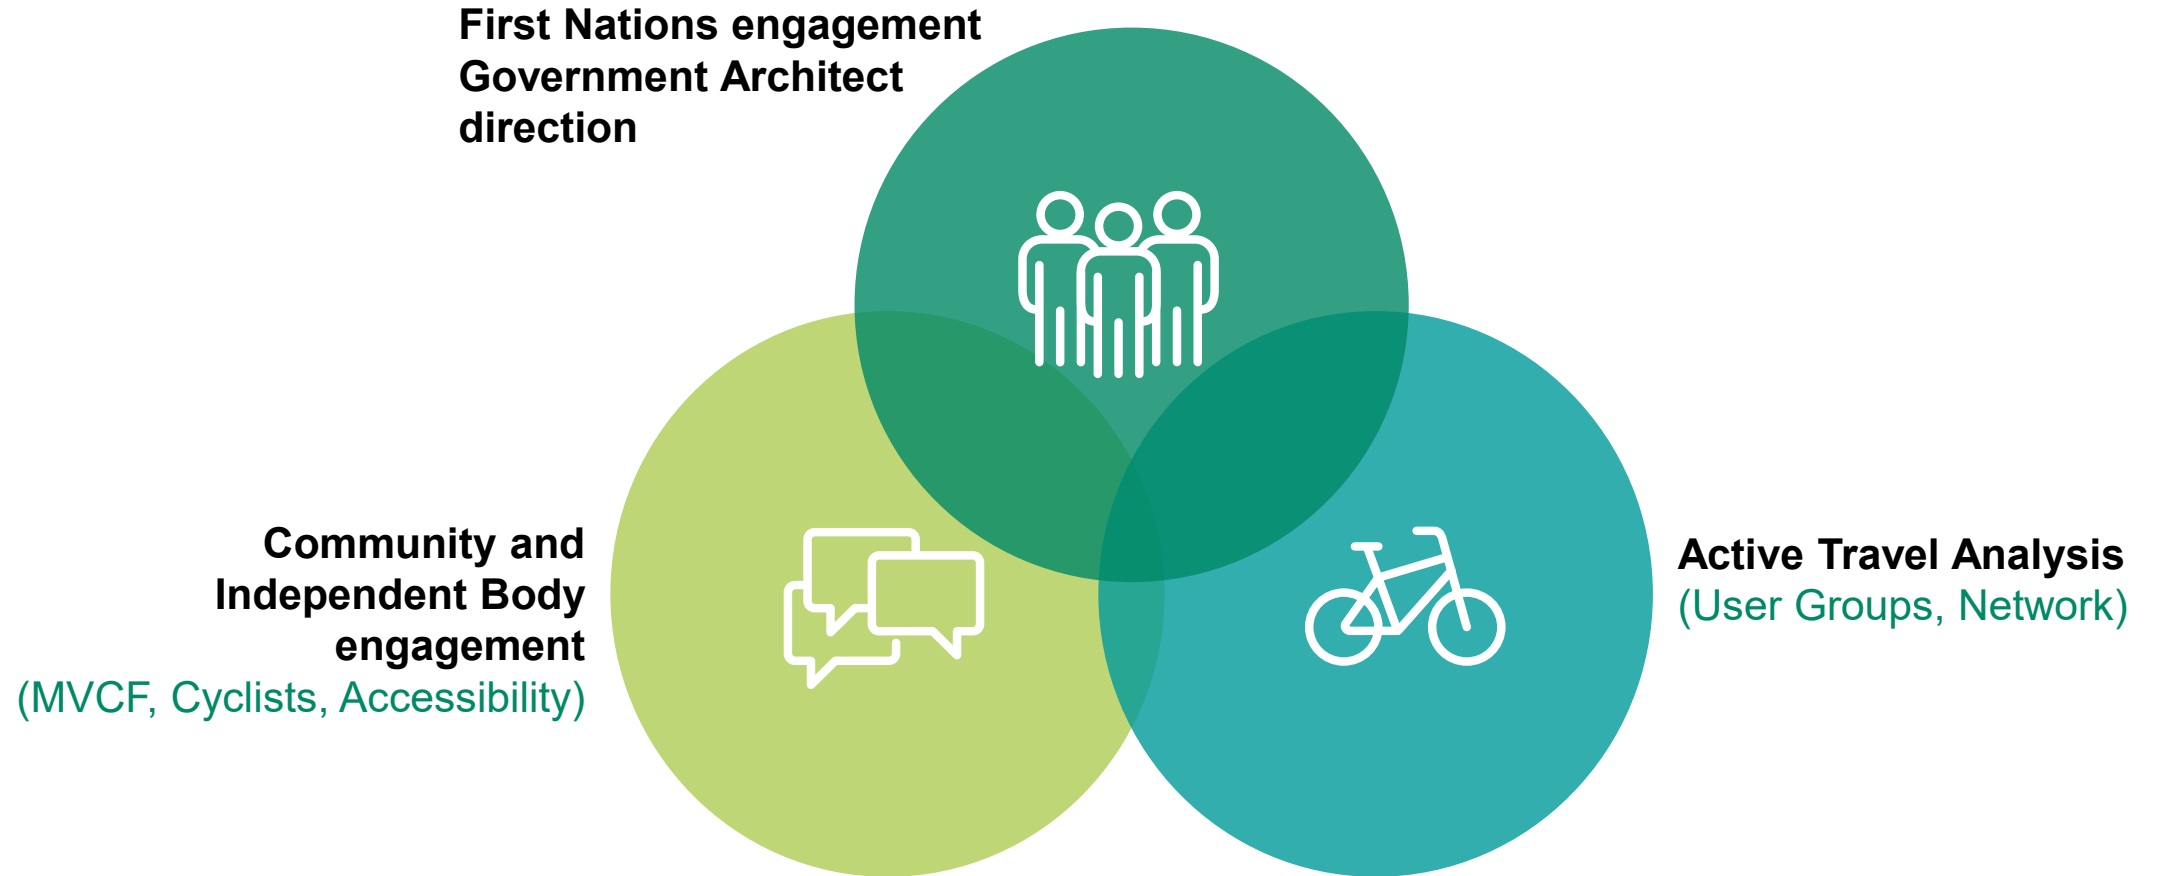 First Nations engagement
Government Architect
direction
Community and
Independent Body
engagement
(MVCF, Cyclists, Accessibility)
Active Travel Analysis
(User Groups, Network)